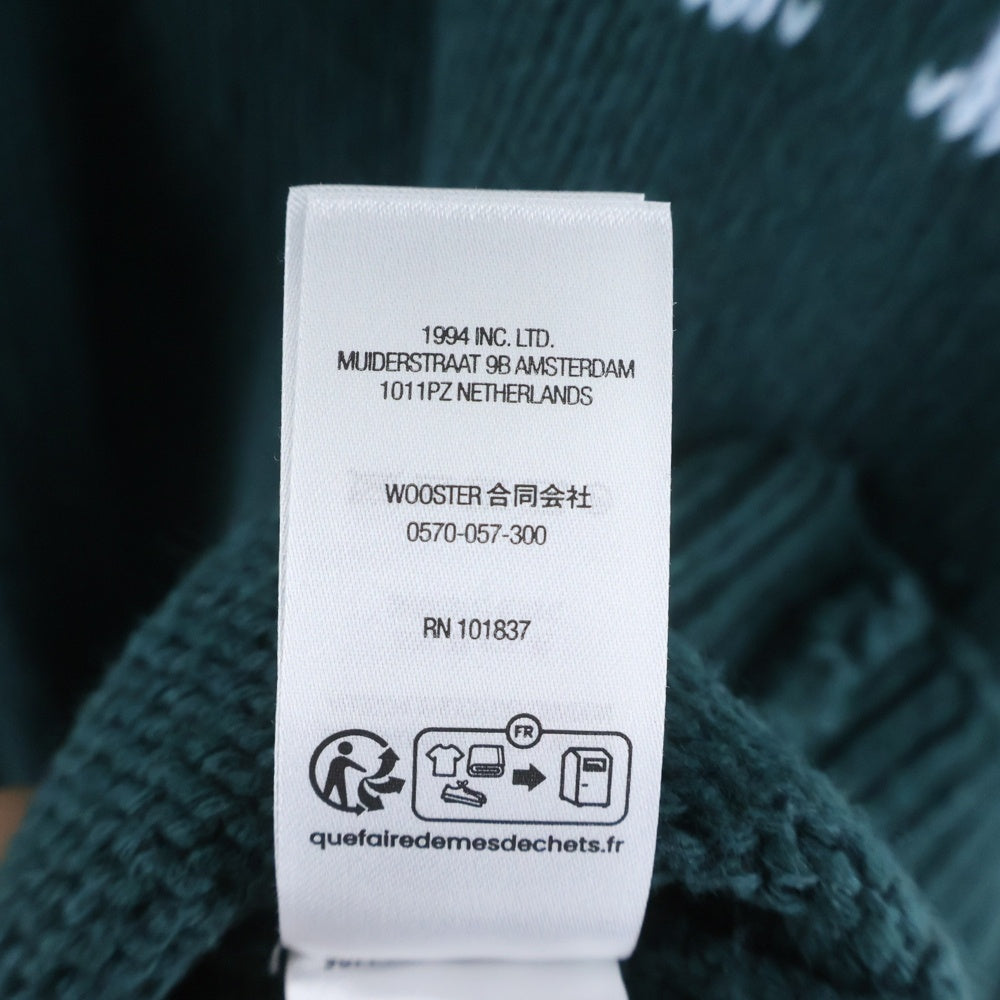 1994 INC. LTD.
MUIDERSTRAAT 9B AMSTERDAM
1011PZ NETHERLANDS
WOOSTER 合同会社
0570-057-300
RN 101837
FR
quefairedemesdechets.fr